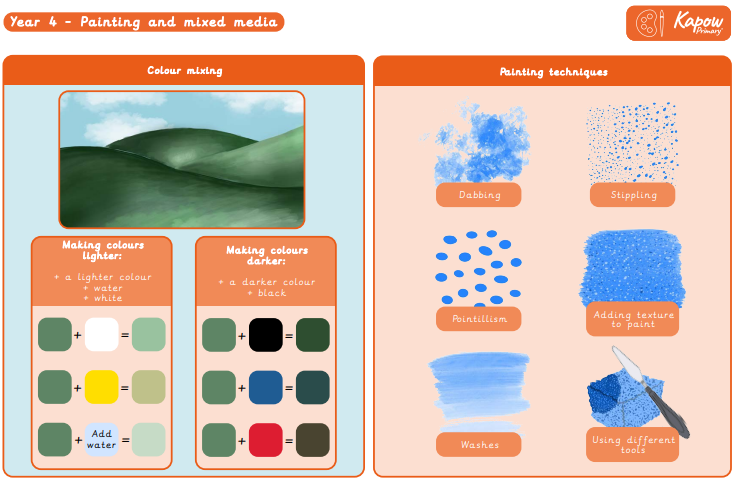 Year 4 - Painting and mixed media
Kapow
Primary
Colour mixing
Making colours
lighter:
+ a lighter colour
+ water
+ white
+ =
+ =
+ Add =
water
Making colours
darker:
+ a darker colour
+ black
+ =
+ =
+ =
Painting techniques
Dabbing
Stippling
Pointillism
Adding texture
to paint
Washes
Using different
tools